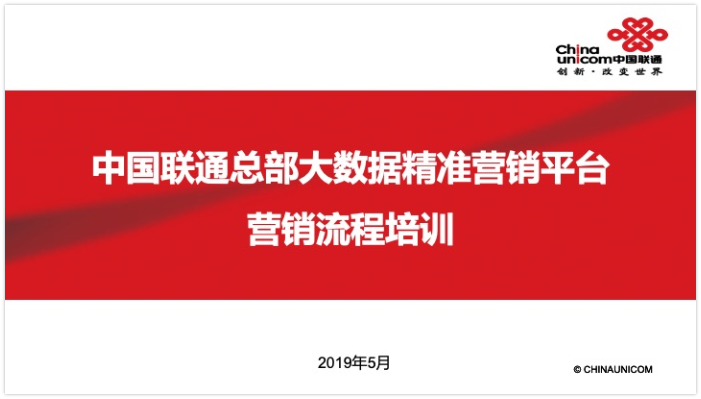 China
unicom中国联通
创新·改变世界
中国联通总部大数据精准营销平台
营销流程培训
2019年5月
© CHINAUNICOM